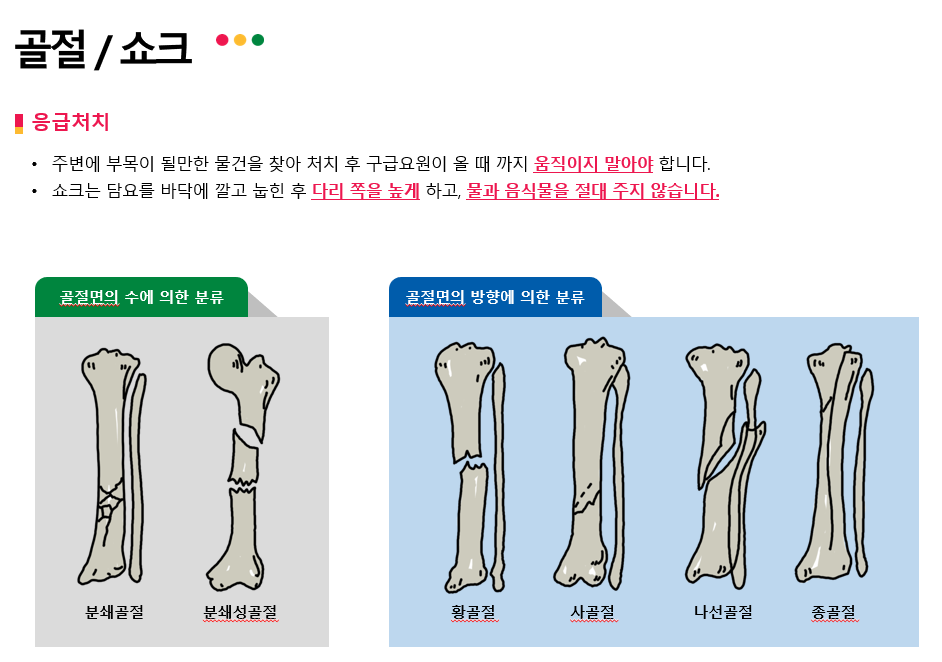 골절 / 쇼크
응급처치
• 주변에 부목이 될만한 물건을 찾아 처치 후 구급요원이 올 때 까지 움직이지 말아야 합니다.
• 쇼크는 담요를 바닥에 깔고 눕힌 후 다리 쪽을 높게 하고, 물과 음식물을 절대 주지 않습니다.
골절면의 수에 의한 분류
골절면의 방향에 의한 분류
분쇄골절
분쇄성골절
황골절
사골절
나선골절
종골절